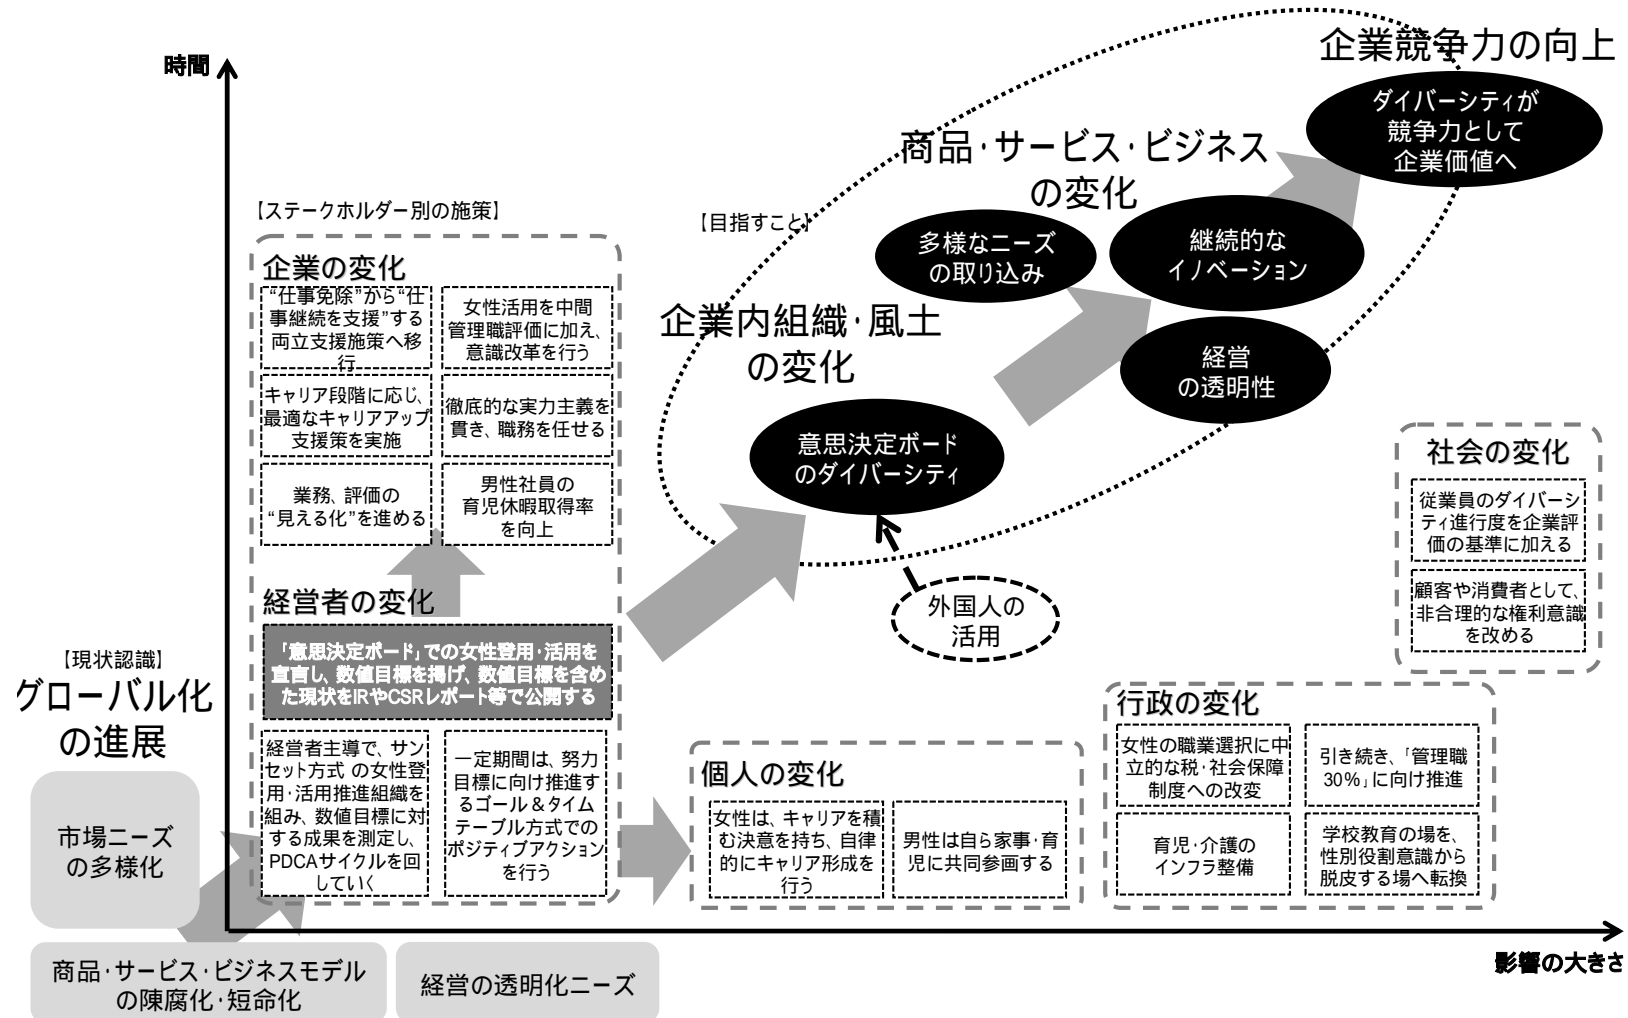 時間
企業競争力の向上
ダイバーシティが
競争力として
企業価値へ
商品・サービス・ビジネス
の変化
【ステークホルダー別の施策】
【目指すこと】
多様なニーズ
の取り込み
継続的な
イノベーション
企業の変化
“仕事免除”から“仕
事継続を支援”する
両立支援施策へ移
行
女性活用を中間
管理職評価に加え、
意識改革を行う
企業内組織・風土
の変化
経営
の透明性
キャリア段階に応じ、
最適なキャリアアップ
支援策を実施
徹底的な実力主義を
貫き、職務を任せる
意思決定ボード
のダイバーシティ
業務、評価の
“見える化”を進める
男性社員の
育児休暇取得率
を向上
社会の変化
従業員のダイバーシ
ティ進行度を企業評
価の基準に加える
顧客や消費者として、
非合理的な権利意識
を改める
外国人の
活用
経営者の変化
「意思決定ボード」での女性登用・活用を
宣言し、数値目標を掲げ、数値目標を含め
た現状をIRやCSRレポート等で公開する
【現状認識】
グローバル化
の進展
経営者主導で、サン
セット方式 の女性登
用・活用推進組織を
組み、数値目標に対
する成果を測定し、
PDCAサイクルを回
していく
一定期間は、努力
目標に向け推進す
るゴール＆タイム
テーブル方式での
ポジティブアクション
を行う
個人の変化
女性は、キャリアを積
む決意を持ち、自律
的にキャリア形成を
行う
男性は自ら家事・育
児に共同参画する
行政の変化
女性の職業選択に中
立的な税・社会保障
制度への改変
引き続き、「管理職
30%」に向け推進
育児・介護の
インフラ整備
学校教育の場を、
性別役割意識から
脱皮する場へ転換
市場ニーズ
の多様化
商品・サービス・ビジネスモデル
の陳腐化・短命化
経営の透明化ニーズ
影響の大きさ